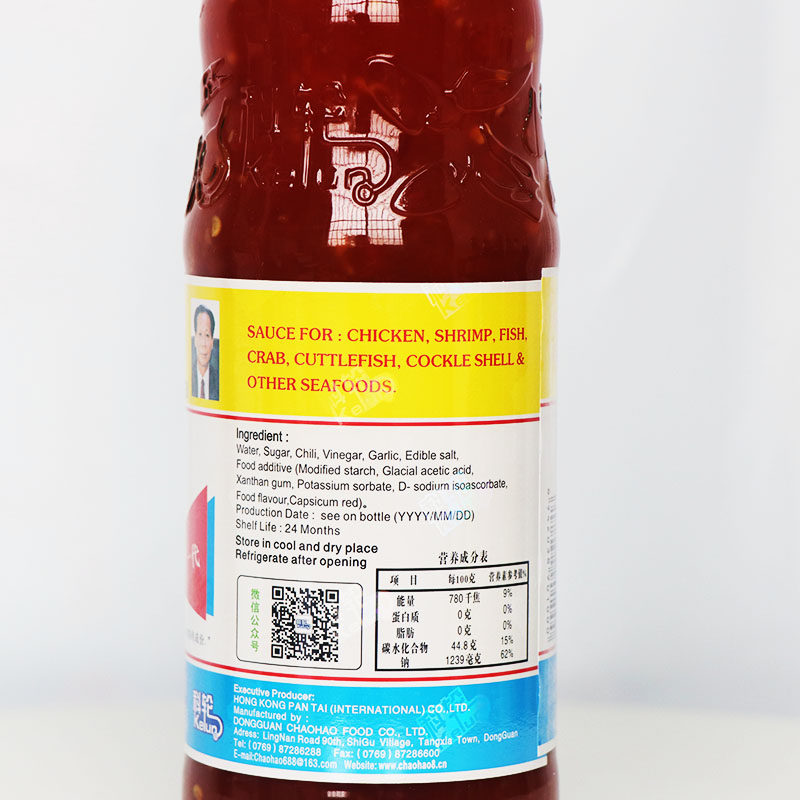 SAUCE FOR : CHICKEN, SHRIMP, FISH,
CRAB, CUTTLEFISH, COCKLE SHELL &
OTHER SEAFOODS.
Ingredient :
Water, Sugar, Chili, Vinegar, Garlic, Edible salt,
Food additive (Modified starch, Glacial acetic acid,
Xanthan gum, Potassium sorbate, D- sodium isoascorbate,
Food flavour,Capsicum red)。
Production Date : see on bottle (YYYY/MM/DD)
Shelf Life : 24 Months
Store in cool and dry place
Refrigerate after opening
微信公众号
营养成分表
项 目 每100克 营养素参考值%
能量 780千焦 9%
蛋白质 0克 0%
脂肪 0克 0%
碳水化合物 44.8克 15%
钠 1239毫克 62%
代
科轮
Kelun
Executive Producer:
HONG KONG PAN TAI (INTERNATIONAL) CO., LTD.
Manufactured by :
DONGGUAN CHAOHAO FOOD CO., LTD.
Adress: LingNan Road 90th, ShiGu Village, Tangxia Town, DongGuan
Tel: (0769) 87286288 Fax: (0769) 87286600
E-mail:Chaohao688@163.com Website: www.chaohao8.cn